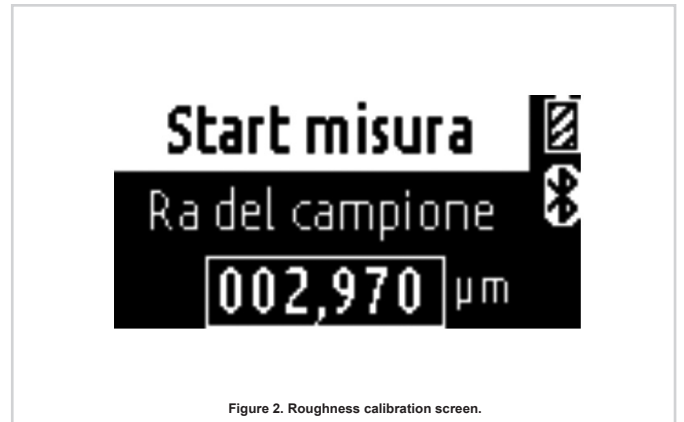 Start misura
Ra del campione
002,970 µm
Figure 2. Roughness calibration screen.